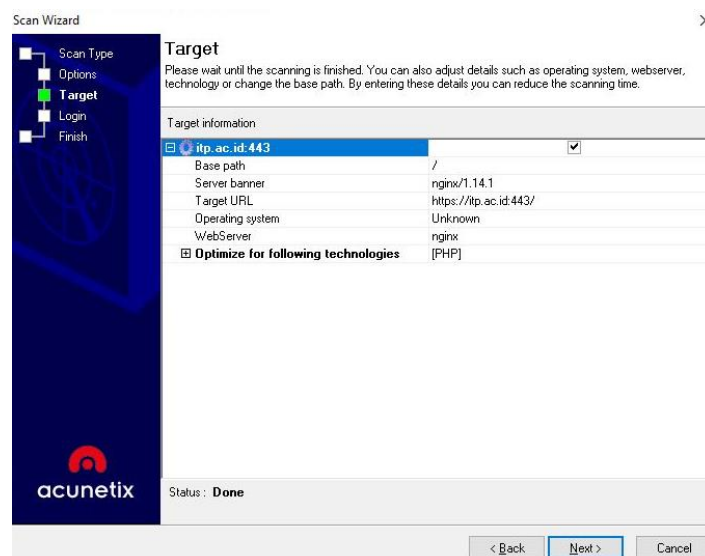 Scan Wizard
Scan Type
Options
Target
Login
Finish
acunetix
Target
Please wait until the scanning is finished. You can also adjust details such as operating system, webserver,
technology or change the base path. By entering these details you can reduce the scanning time.
Target information
itp.ac.id:443
Base path /
Server banner nginx/1.14.1
Target URL https://itp.ac.id:443/
Operating system Unknown
WebServer nginx
Optimize for following technologies [PHP]
Status : Done
< Back Next > Cancel